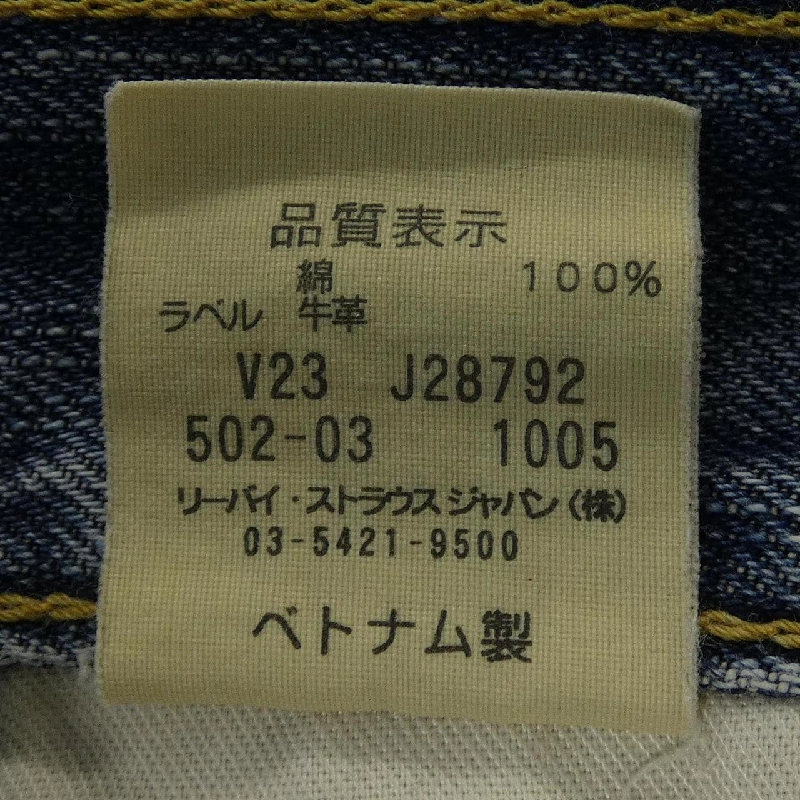 品質表示
綿 100%
ラベル 牛革
V23 J28792
502-03 1005
リーバイ・ストラウスジャパン(株)
03-5421-9500
ベトナム製